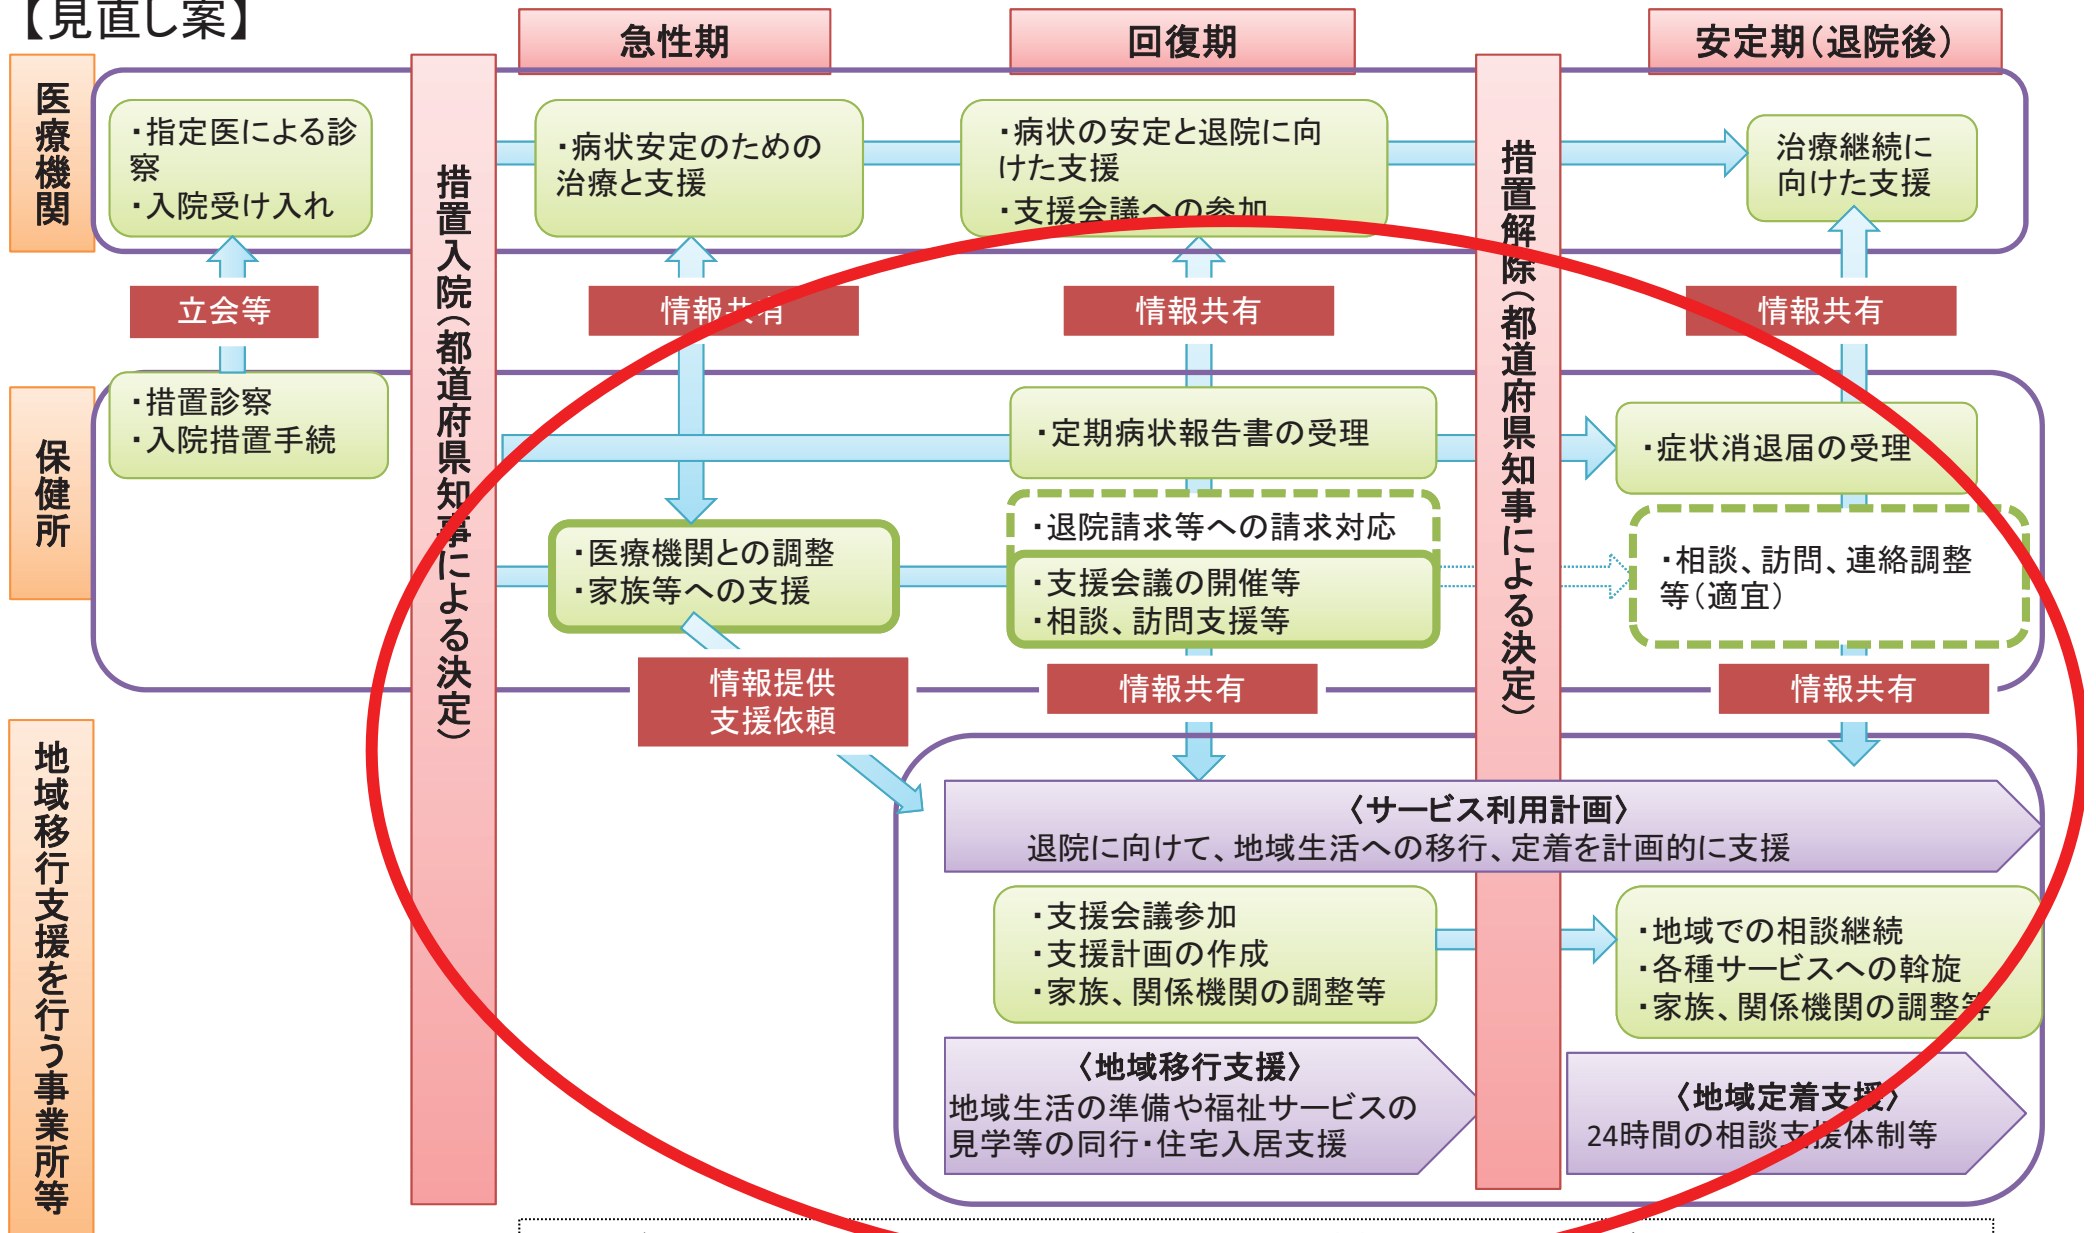 【見直し案】
急性期
回復期
安定期（退院後）
医療機関
・指定医による診
察
・入院受け入れ
措置入院（都道府県知事による決定）
・病状安定のための
治療と支援
・病状の安定と退院に向
けた支援
・支援会議への参加
措置解除（都道府県知事による決定）
治療継続に
向けた支援
立会等
情報共有
情報共有
情報共有
保健所
・措置診察
・入院措置手続
・定期病状報告書の受理
・症状消退届の受理
・退院請求等への請求対応
・医療機関との調整
・家族等への支援
・支援会議の開催等
・相談、訪問支援等
・相談、訪問、連絡調整
等（適宜）
情報提供
支援依頼
情報共有
情報共有
地域移行支援を行う事業所等
〈サービス利用計画〉
退院に向けて、地域生活への移行、定着を計画的に支援
・支援会議参加
・支援計画の作成
・家族、関係機関の調整等
・地域での相談継続
・各種サービスへの斡旋
・家族、関係機関の調整等
〈地域移行支援〉
地域生活の準備や福祉サービスの
見学等の同行・住宅入居支援
〈地域定着支援〉
24時間の相談支援体制等